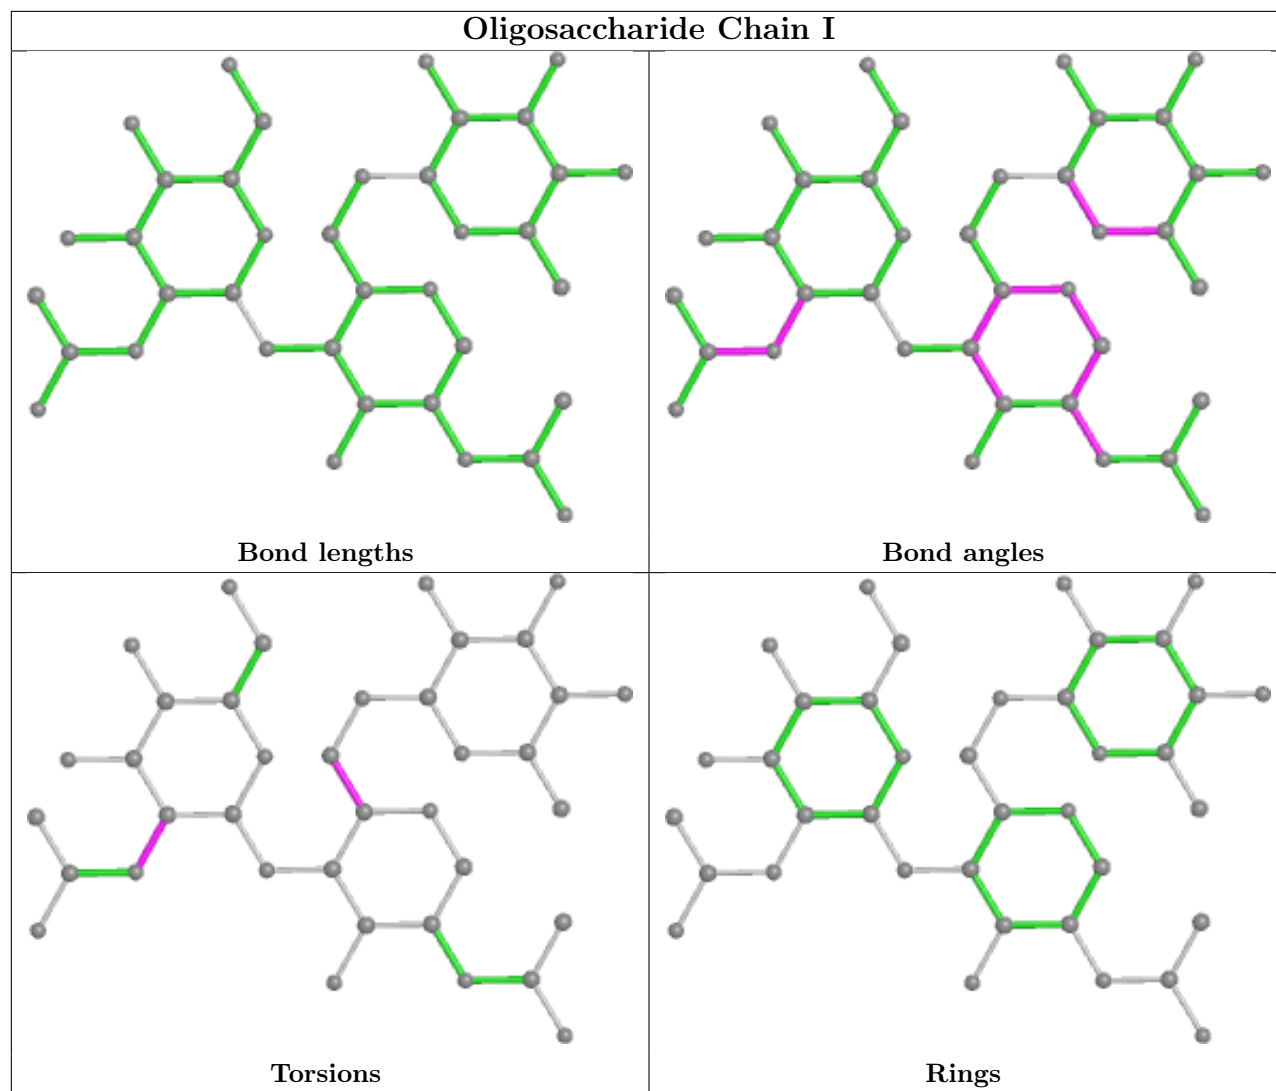 Oligosaccharide Chain I
Bond lengths
Bond angles
Torsions
Rings